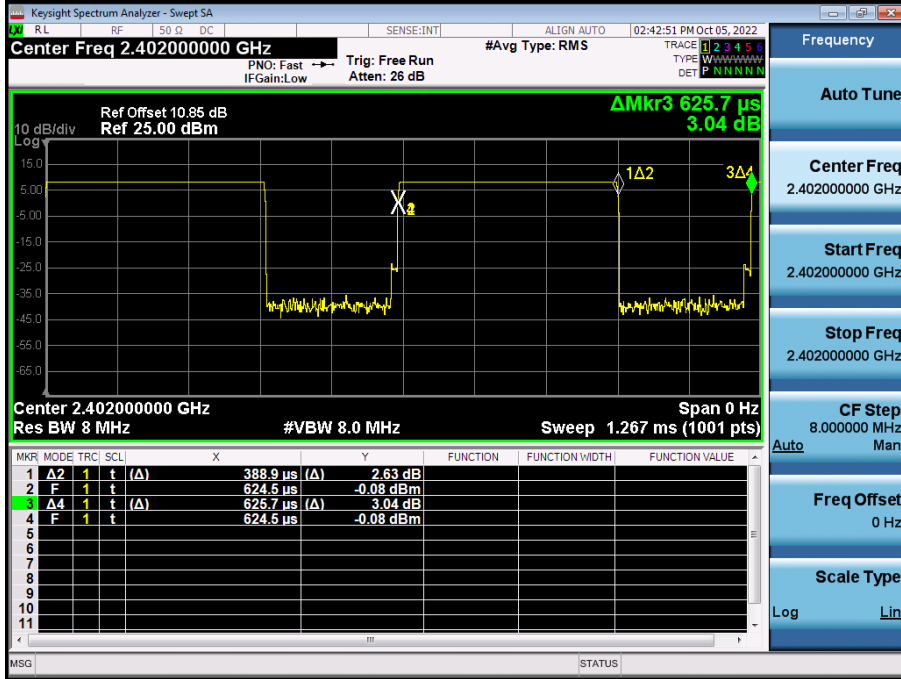 Keysight Spectrum Analyzer - Swept SA
LXI RL RF 50 Ω DC SENSE:INT ALIGN AUTO 02:42:51 PM Oct 05, 2022
Center Freq 2.402000000 GHz #Avg Type: RMS TRACE 1 2 3 4 5 6
PNO: Fast Trig: Free Run TYPE WWWWWW
IFGain:Low Atten: 26 dB DET P N N N N N
Ref Offset 10.85 dB ΔMkr3 625.7 µs
10 dB/div Ref 25.00 dBm 3.04 dB
Log
15.0
5.00
-5.00
-15.0
-25.0
-35.0
-45.0
-55.0
-65.0
1Δ2 3Δ4
Center 2.402000000 GHz Span 0 Hz
Res BW 8 MHz #VBW 8.0 MHz Sweep 1.267 ms (1001 pts)
MKR MODE TRC SCL X Y FUNCTION FUNCTION WIDTH FUNCTION VALUE
1 Δ2 1 t (Δ) 388.9 µs (Δ) 2.63 dB
2 F 1 t 624.5 µs -0.08 dBm
3 Δ4 1 t (Δ) 625.7 µs (Δ) 3.04 dB
4 F 1 t 624.5 µs -0.08 dBm
5
6
7
8
9
10
11
MSG STATUS
Frequency
Auto Tune
Center Freq
2.402000000 GHz
Start Freq
2.402000000 GHz
Stop Freq
2.402000000 GHz
CF Step
8.000000 MHz
Auto Man
Freq Offset
0 Hz
Scale Type
Log Lin